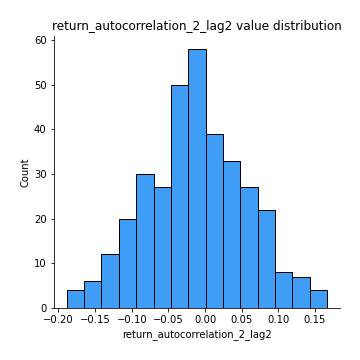 return_autocorrelation_2_lag2 value distribution
60
50
40
30
20
10
0
Count
−0.20 −0.15 −0.10 −0.05 0.00 0.05 0.10 0.15
return_autocorrelation_2_lag2